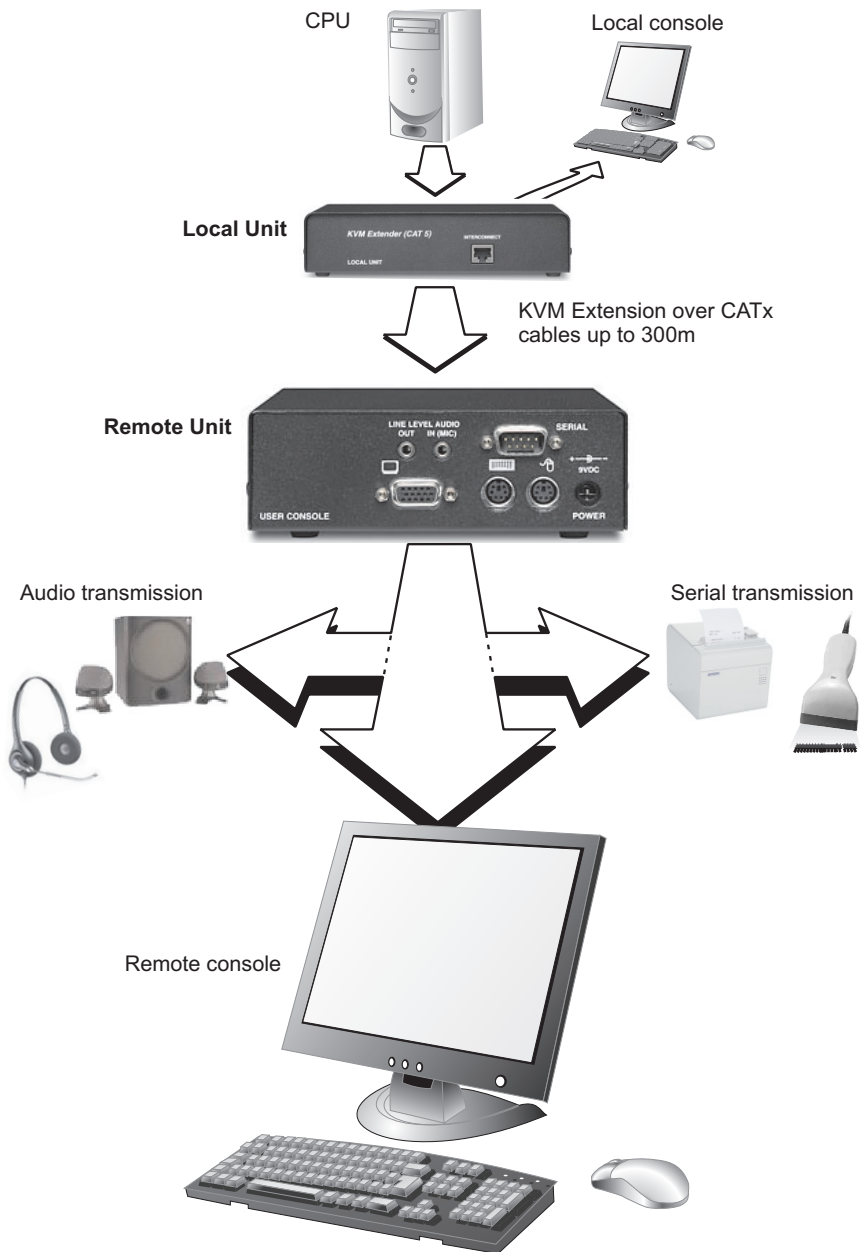 CPU
Local console
Local Unit
KVM Extender (CAT 5)
INTERCONNECT
LOCAL UNIT
KVM Extension over CATx
cables up to 300m
Remote Unit
LINE LEVEL AUDIO
OUT IN (MIC)
SERIAL
9VDC
USER CONSOLE
POWER
Audio transmission
Serial transmission
Remote console